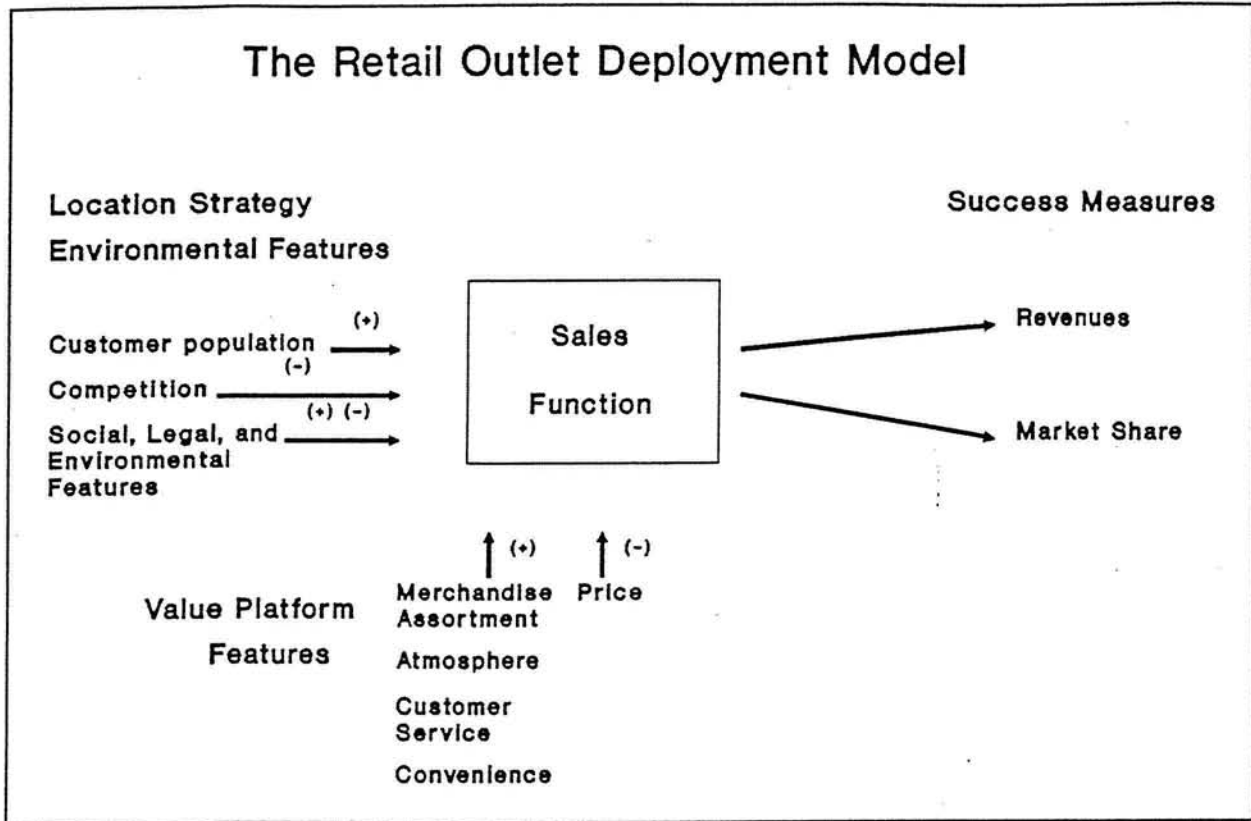 The Retail Outlet Deployment Model
Location Strategy
Environmental Features
Success Measures
(+)
Customer population
(-)
Competition
(+) (-)
Social, Legal, and
Environmental
Features
Sales
Function
Revenues
Market Share
(+)
(-)
Value Platform
Features
Merchandise
Assortment
Price
Atmosphere
Customer
Service
Convenience